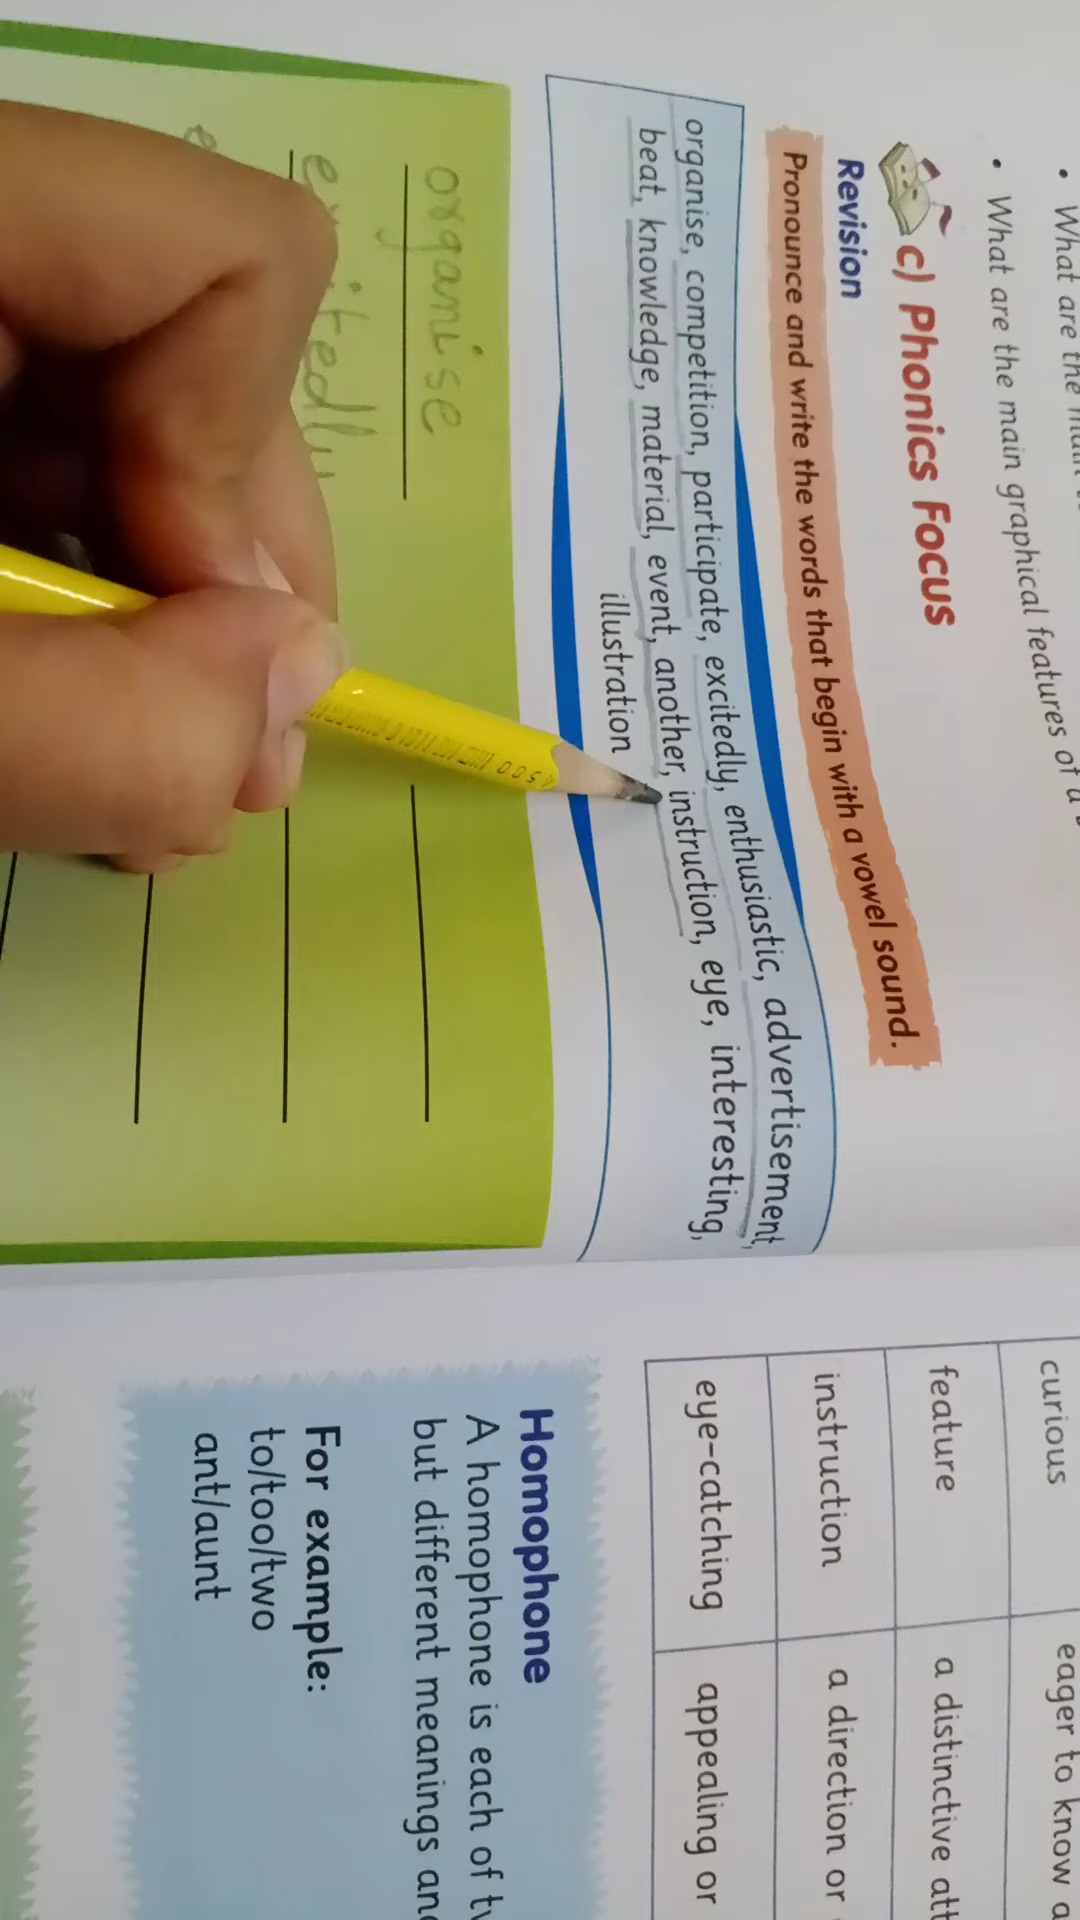 • What are the
• What are the main graphical features of a
c) Phonics Focus
Revision
Pronounce and write the words that begin with a vowel sound.
organise, competition, participate, excitedly, enthusiastic, advertisement,
beat, knowledge, material, event, another, instruction, eye, interesting,
illustration
organise
excitedly
curious eager to know
feature a distinctive
instruction a direction or
eye-catching appealing or
Homophone
A homophone is each of
but different meanings
For example:
to/too/two
ant/aunt